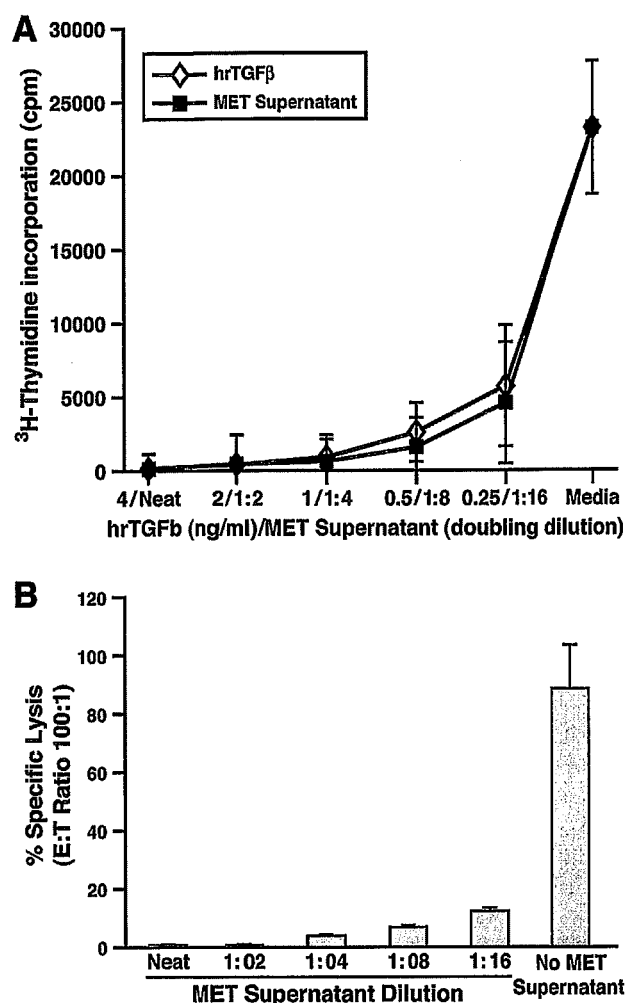 A
30000
25000
20000
15000
10000
5000
0
³H-Thymidine incorporation (cpm)
hrTGFβ
MET Supernatant
4/Neat 2/1:2 1/1:4 0.5/1:8 0.25/1:16 Media
hrTGFb (ng/ml)/MET Supernatant (doubling dilution)
B
120
100
80
60
40
20
0
% Specific Lysis
(E:T Ratio 100:1)
Neat 1:02 1:04 1:08 1:16 No MET
Supernatant
MET Supernatant Dilution